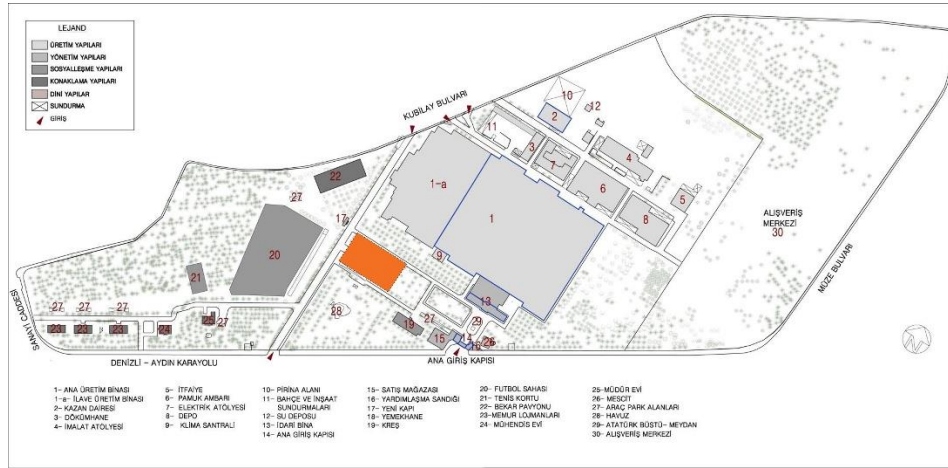 LEJAND
ÜRETİM YAPILARI
YÖNETİM YAPILARI
SOSYALLEŞME YAPILARI
KONAKLAMA YAPILARI
DİNİ YAPILAR
SUNDURMA
GİRİŞ
KUBİLAY BULVARI
10
12
2
11
3
7
4
22
27
1-a
6
5
17
1
8
ALIŞVERİŞ
MERKEZİ
30
20
9
MÜZE BULVARI
21
13
28
27
29
27 27 27
25
27
19
15
14
26
23 23 23
24
SANAYİ CADDESİ
DENİZLİ - AYDIN KARAYOLU
ANA GİRİŞ KAPISI
1- ANA ÜRETİM BİNASI
1-a- İLAVE ÜRETİM BİNASI
2- KAZAN DAİRESİ
3- DÖKÜMHANE
4- İMALAT ATÖLYESİ
5- İTFAİYE
6- PAMUK AMBARI
7- ELEKTRİK ATÖLYESİ
8- DEPO
9- KLİMA SANTRALİ
10- PİRİNA ALANI
11- BAHÇE VE İNŞAAT
SUNDURMALARI
12- SU DEPOSU
13- İDARİ BİNA
14- ANA GİRİŞ KAPISI
15- SATIŞ MAĞAZASI
16- YARDIMLAŞMA SANDIĞI
17- YENİ KAPI
18- YEMEKHANE
19- KREŞ
20- FUTBOL SAHASI
21- TENİS KORTU
22- BEKAR PAVYONU
23- MEMUR LOJMANLARI
24- MÜHENDİS EVİ
25- MÜDÜR EVİ
26- MESCİT
27- ARAÇ PARK ALANLARI
28- HAVUZ
29- ATATÜRK BÜSTÜ- MEYDAN
30- ALIŞVERİŞ MERKEZİ